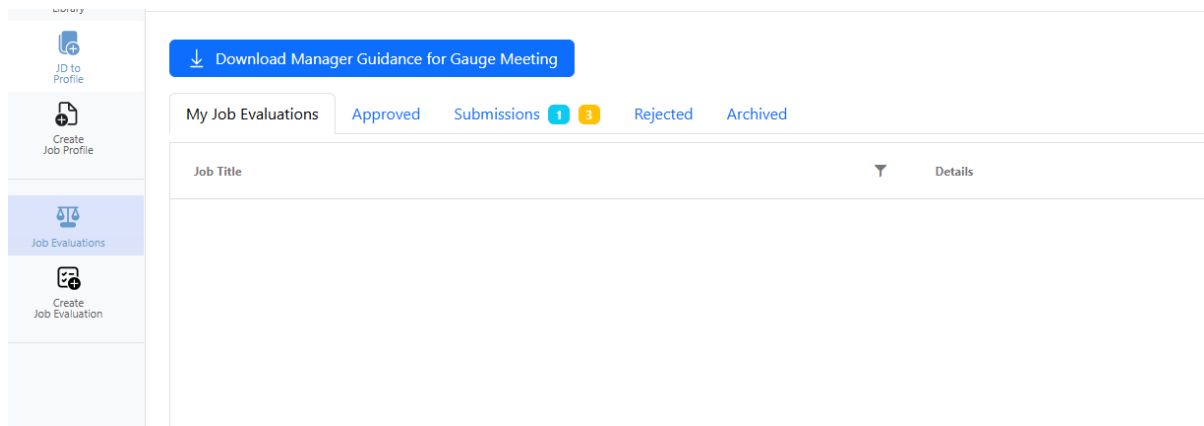 Library
JD to
Profile
Create
Job Profile
Job Evaluations
Create
Job Evaluation
Download Manager Guidance for Gauge Meeting
My Job Evaluations Approved Submissions 1 3 Rejected Archived
Job Title Details